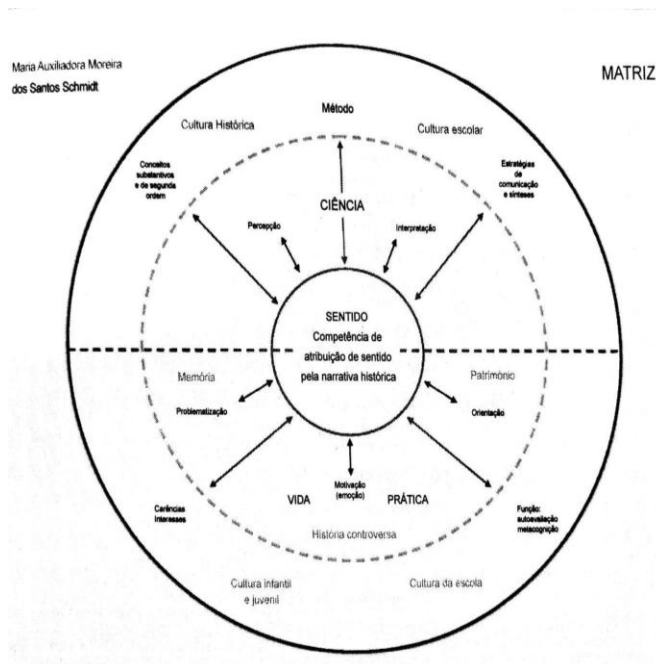 Maria Auxiliadora Moreira
dos Santos Schmidt
MATRIZ
Método
Cultura Histórica
Cultura escolar
Conceitos
substantivos
e de segunda
ordem
Estratégias
de
comunicação
e sínteses
CIÊNCIA
Percepção
Interpretação
SENTIDO
Competência de
atribuição de sentido
pela narrativa histórica
Memória
Patrimônio
Problematização
Orientação
Motivação
(emoção)
VIDA
PRÁTICA
Carências
Interesses
Função:
autoavaliação
metacognição
História controversa
Cultura infantil
e juvenil
Cultura da escola